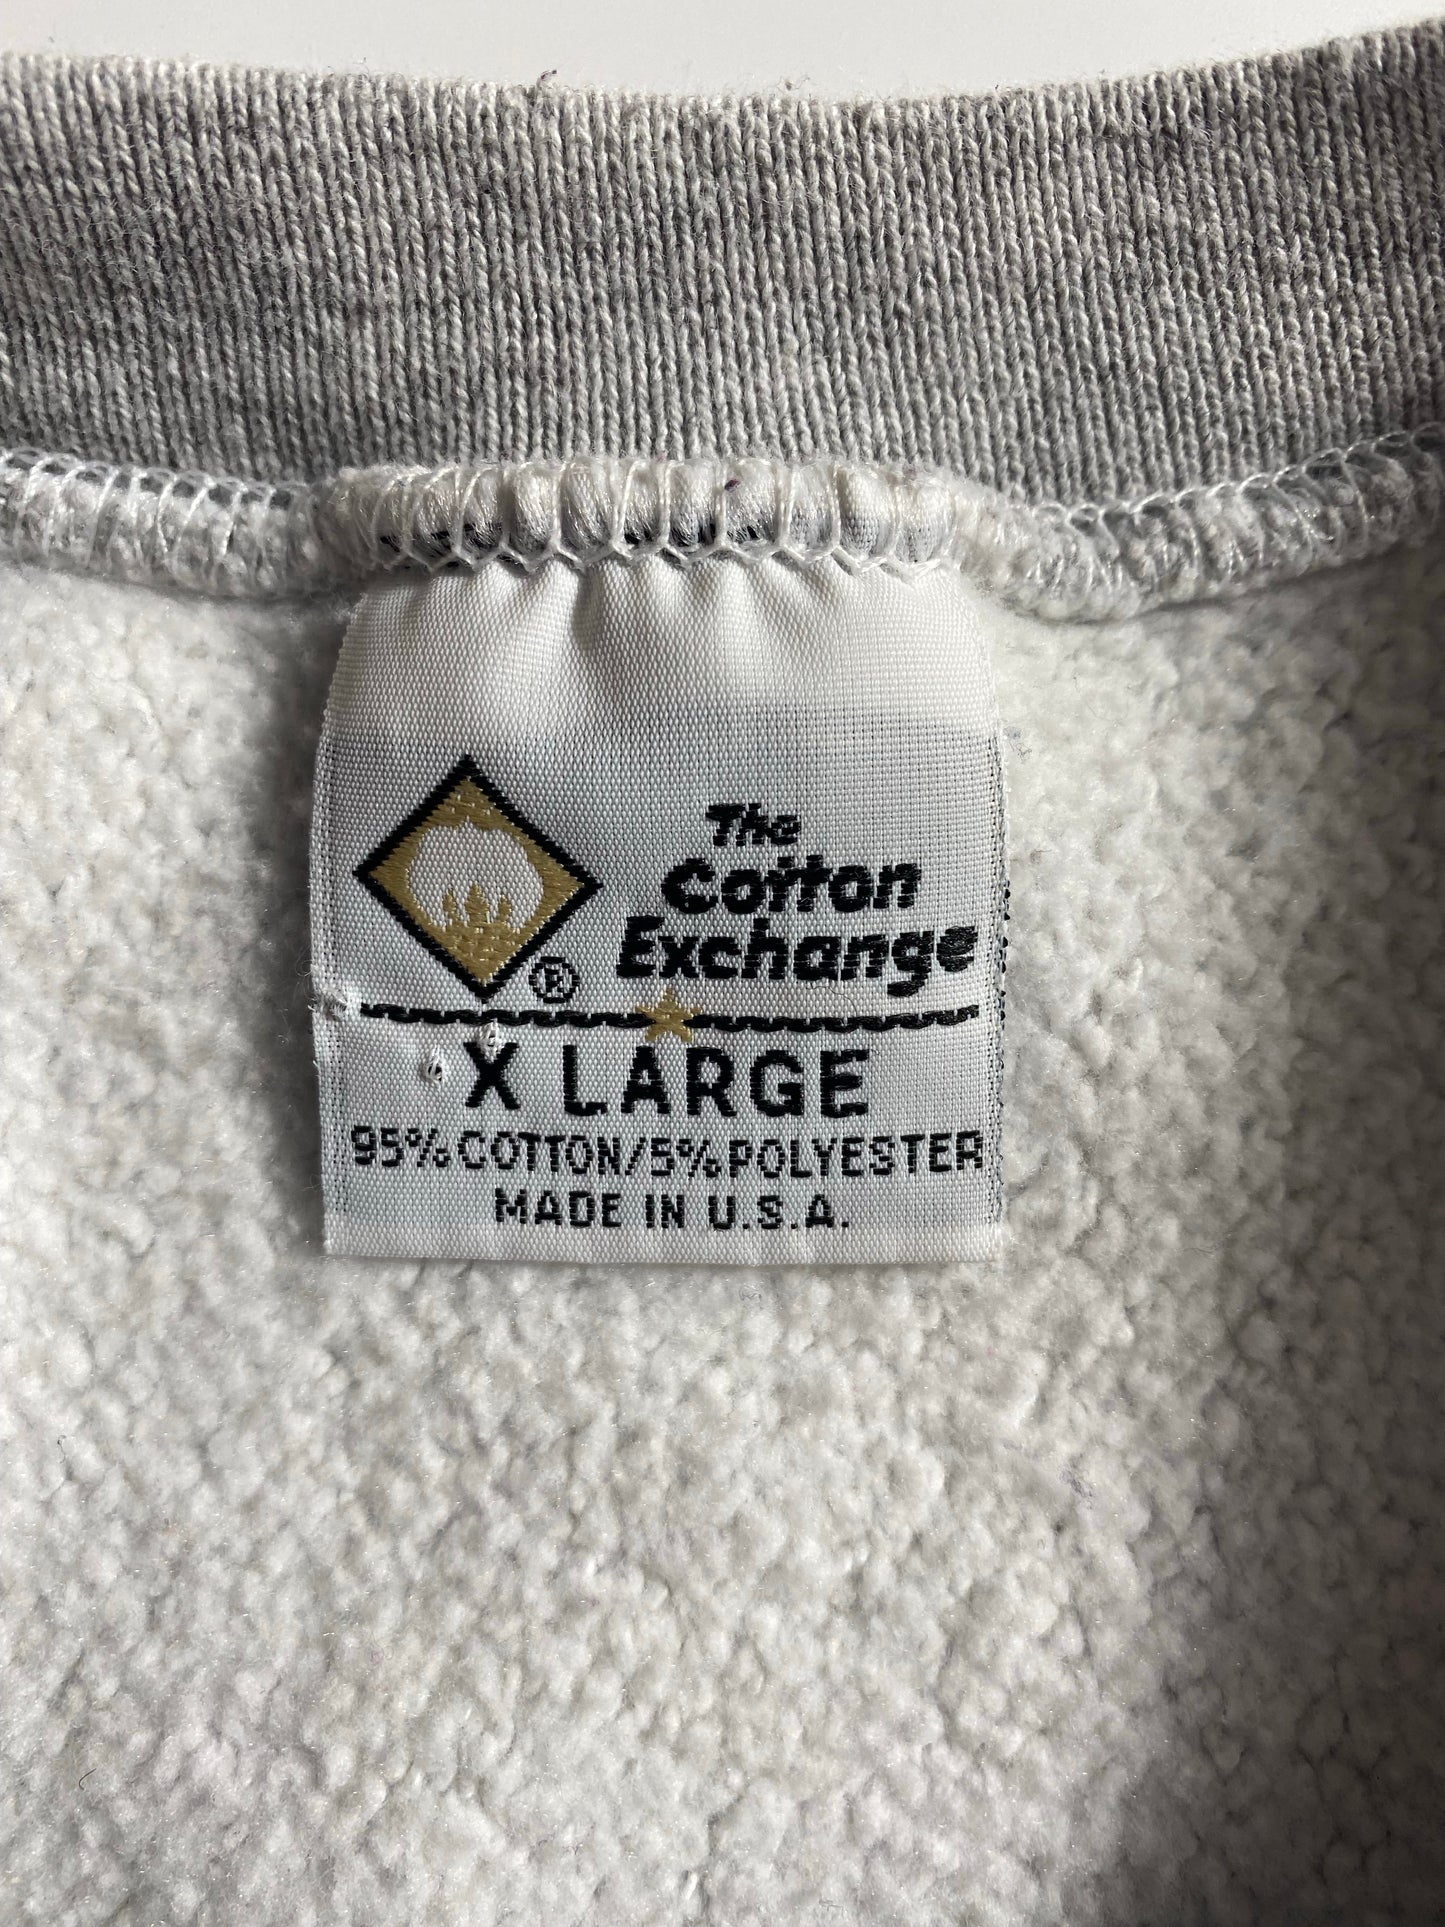 The
Cotton
Exchange
®
X LARGE
95% COTTON/5% POLYESTER
MADE IN U.S.A.